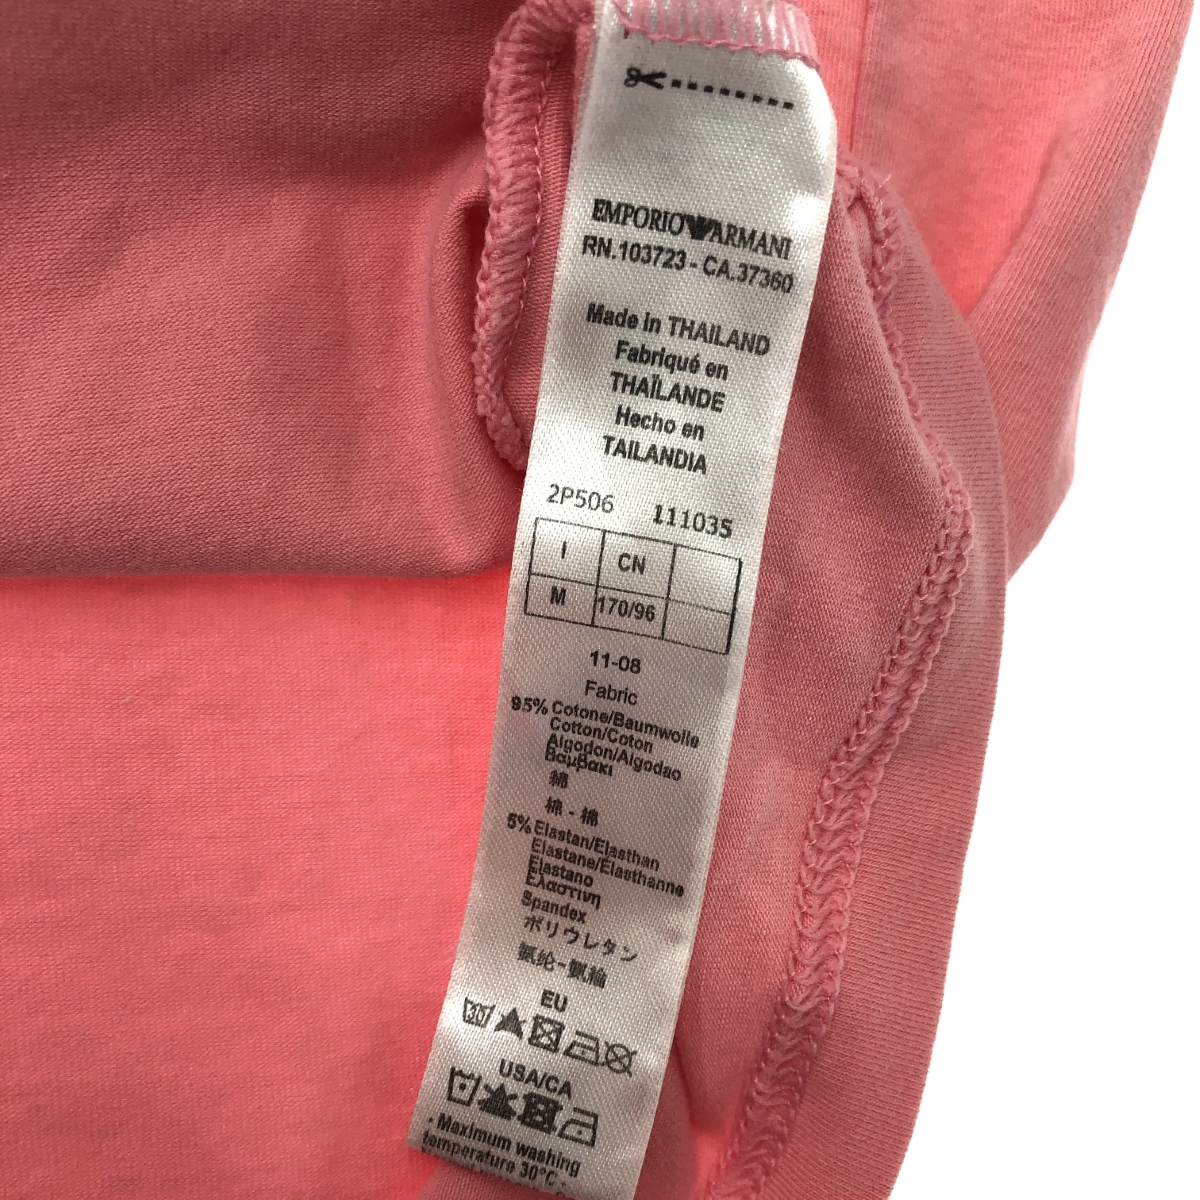 EMPORIO ARMANI
RN.103723 - CA.37360
Made in THAILAND
Fabriqué en
THAÏLANDE
Hecho en
TAILANDIA
2P506 111035
I CN
M 170/96
11-08
Fabric
95% Cotone/Baumwolle
Cotton/Coton
Algodon/Algodao
Βαμβακι
綿
棉 - 棉
5% Elastan/Elasthan
Elastane/Elasthanne
Elastano
Ελαστινη
Spandex
ポリウレタン
氨纶-氨綸
EU
30
USA/CA
- Maximum washing
temperature 30°C -